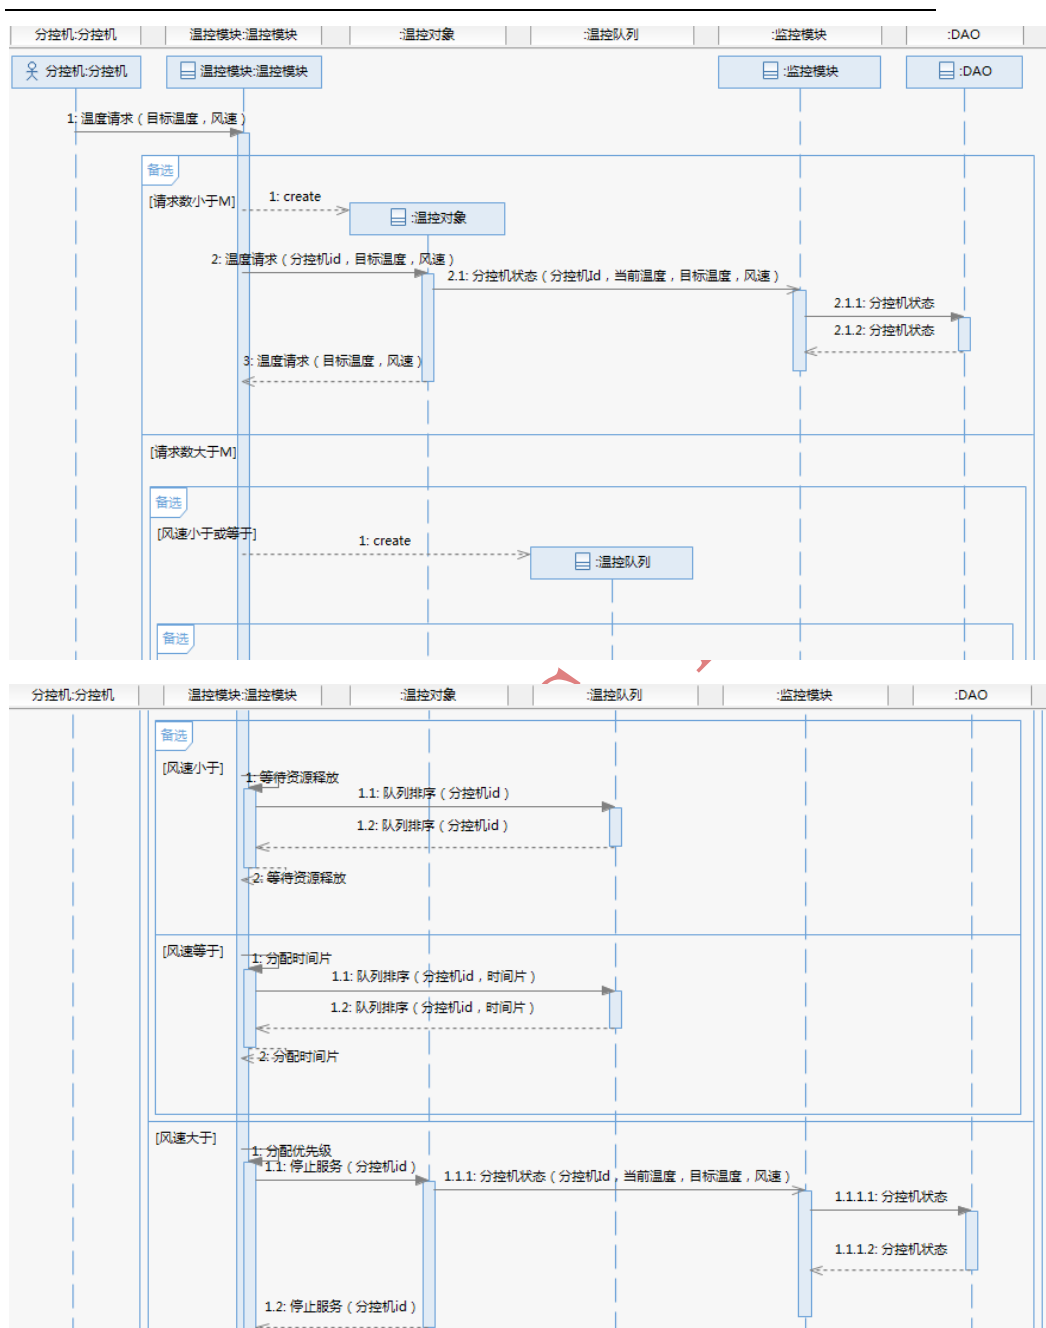 分控机:分控机 温控模块:温控模块 :温控对象 :温控队列 :监控模块 :DAO
分控机:分控机 温控模块:温控模块 :监控模块 :DAO
1: 温度请求（目标温度，风速）
备选
[请求数小于M]
1: create
:温控对象
2: 温度请求（分控机id，目标温度，风速）
2.1: 分控机状态（分控机Id，当前温度，目标温度，风速）
2.1.1: 分控机状态
2.1.2: 分控机状态
3: 温度请求（目标温度，风速）
[请求数大于M]
备选
[风速小于或等于]
1: create
:温控队列
备选
分控机:分控机 温控模块:温控模块 :温控对象 :温控队列 :监控模块 :DAO
备选
[风速小于]
1: 等待资源释放
1.1: 队列排序（分控机id）
1.2: 队列排序（分控机id）
2: 等待资源释放
[风速等于]
1: 分配时间片
1.1: 队列排序（分控机id，时间片）
1.2: 队列排序（分控机id，时间片）
2: 分配时间片
[风速大于]
1: 分配优先级
1.1: 停止服务（分控机id）
1.1.1: 分控机状态（分控机Id，当前温度，目标温度，风速）
1.1.1.1: 分控机状态
1.1.1.2: 分控机状态
1.2: 停止服务（分控机id）